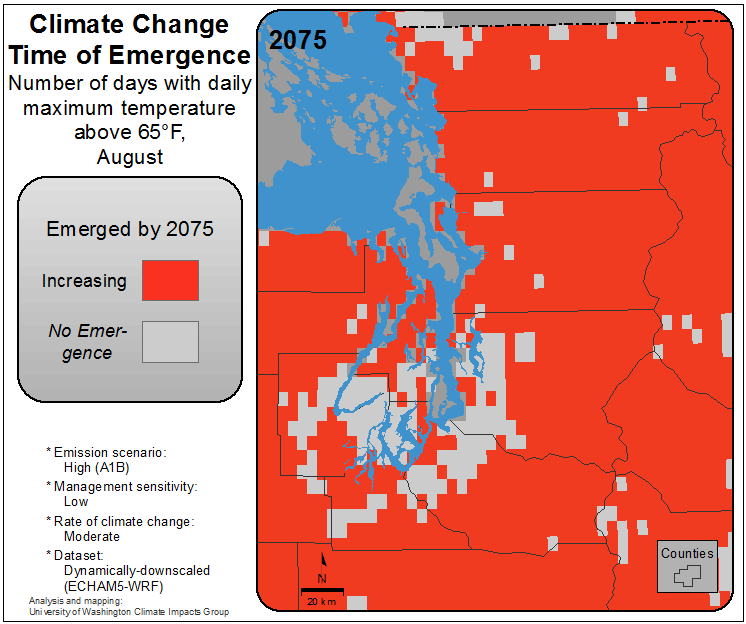 Climate Change
Time of Emergence
Number of days with daily
maximum temperature
above 65°F,
August
Emerged by 2075
Increasing
No Emer-
gence
* Emission scenario:
High (A1B)
* Management sensitivity:
Low
* Rate of climate change:
Moderate
* Dataset:
Dynamically-downscaled
(ECHAM5-WRF)
Analysis and mapping:
University of Washington Climate Impacts Group
2075
N
20 km
Counties